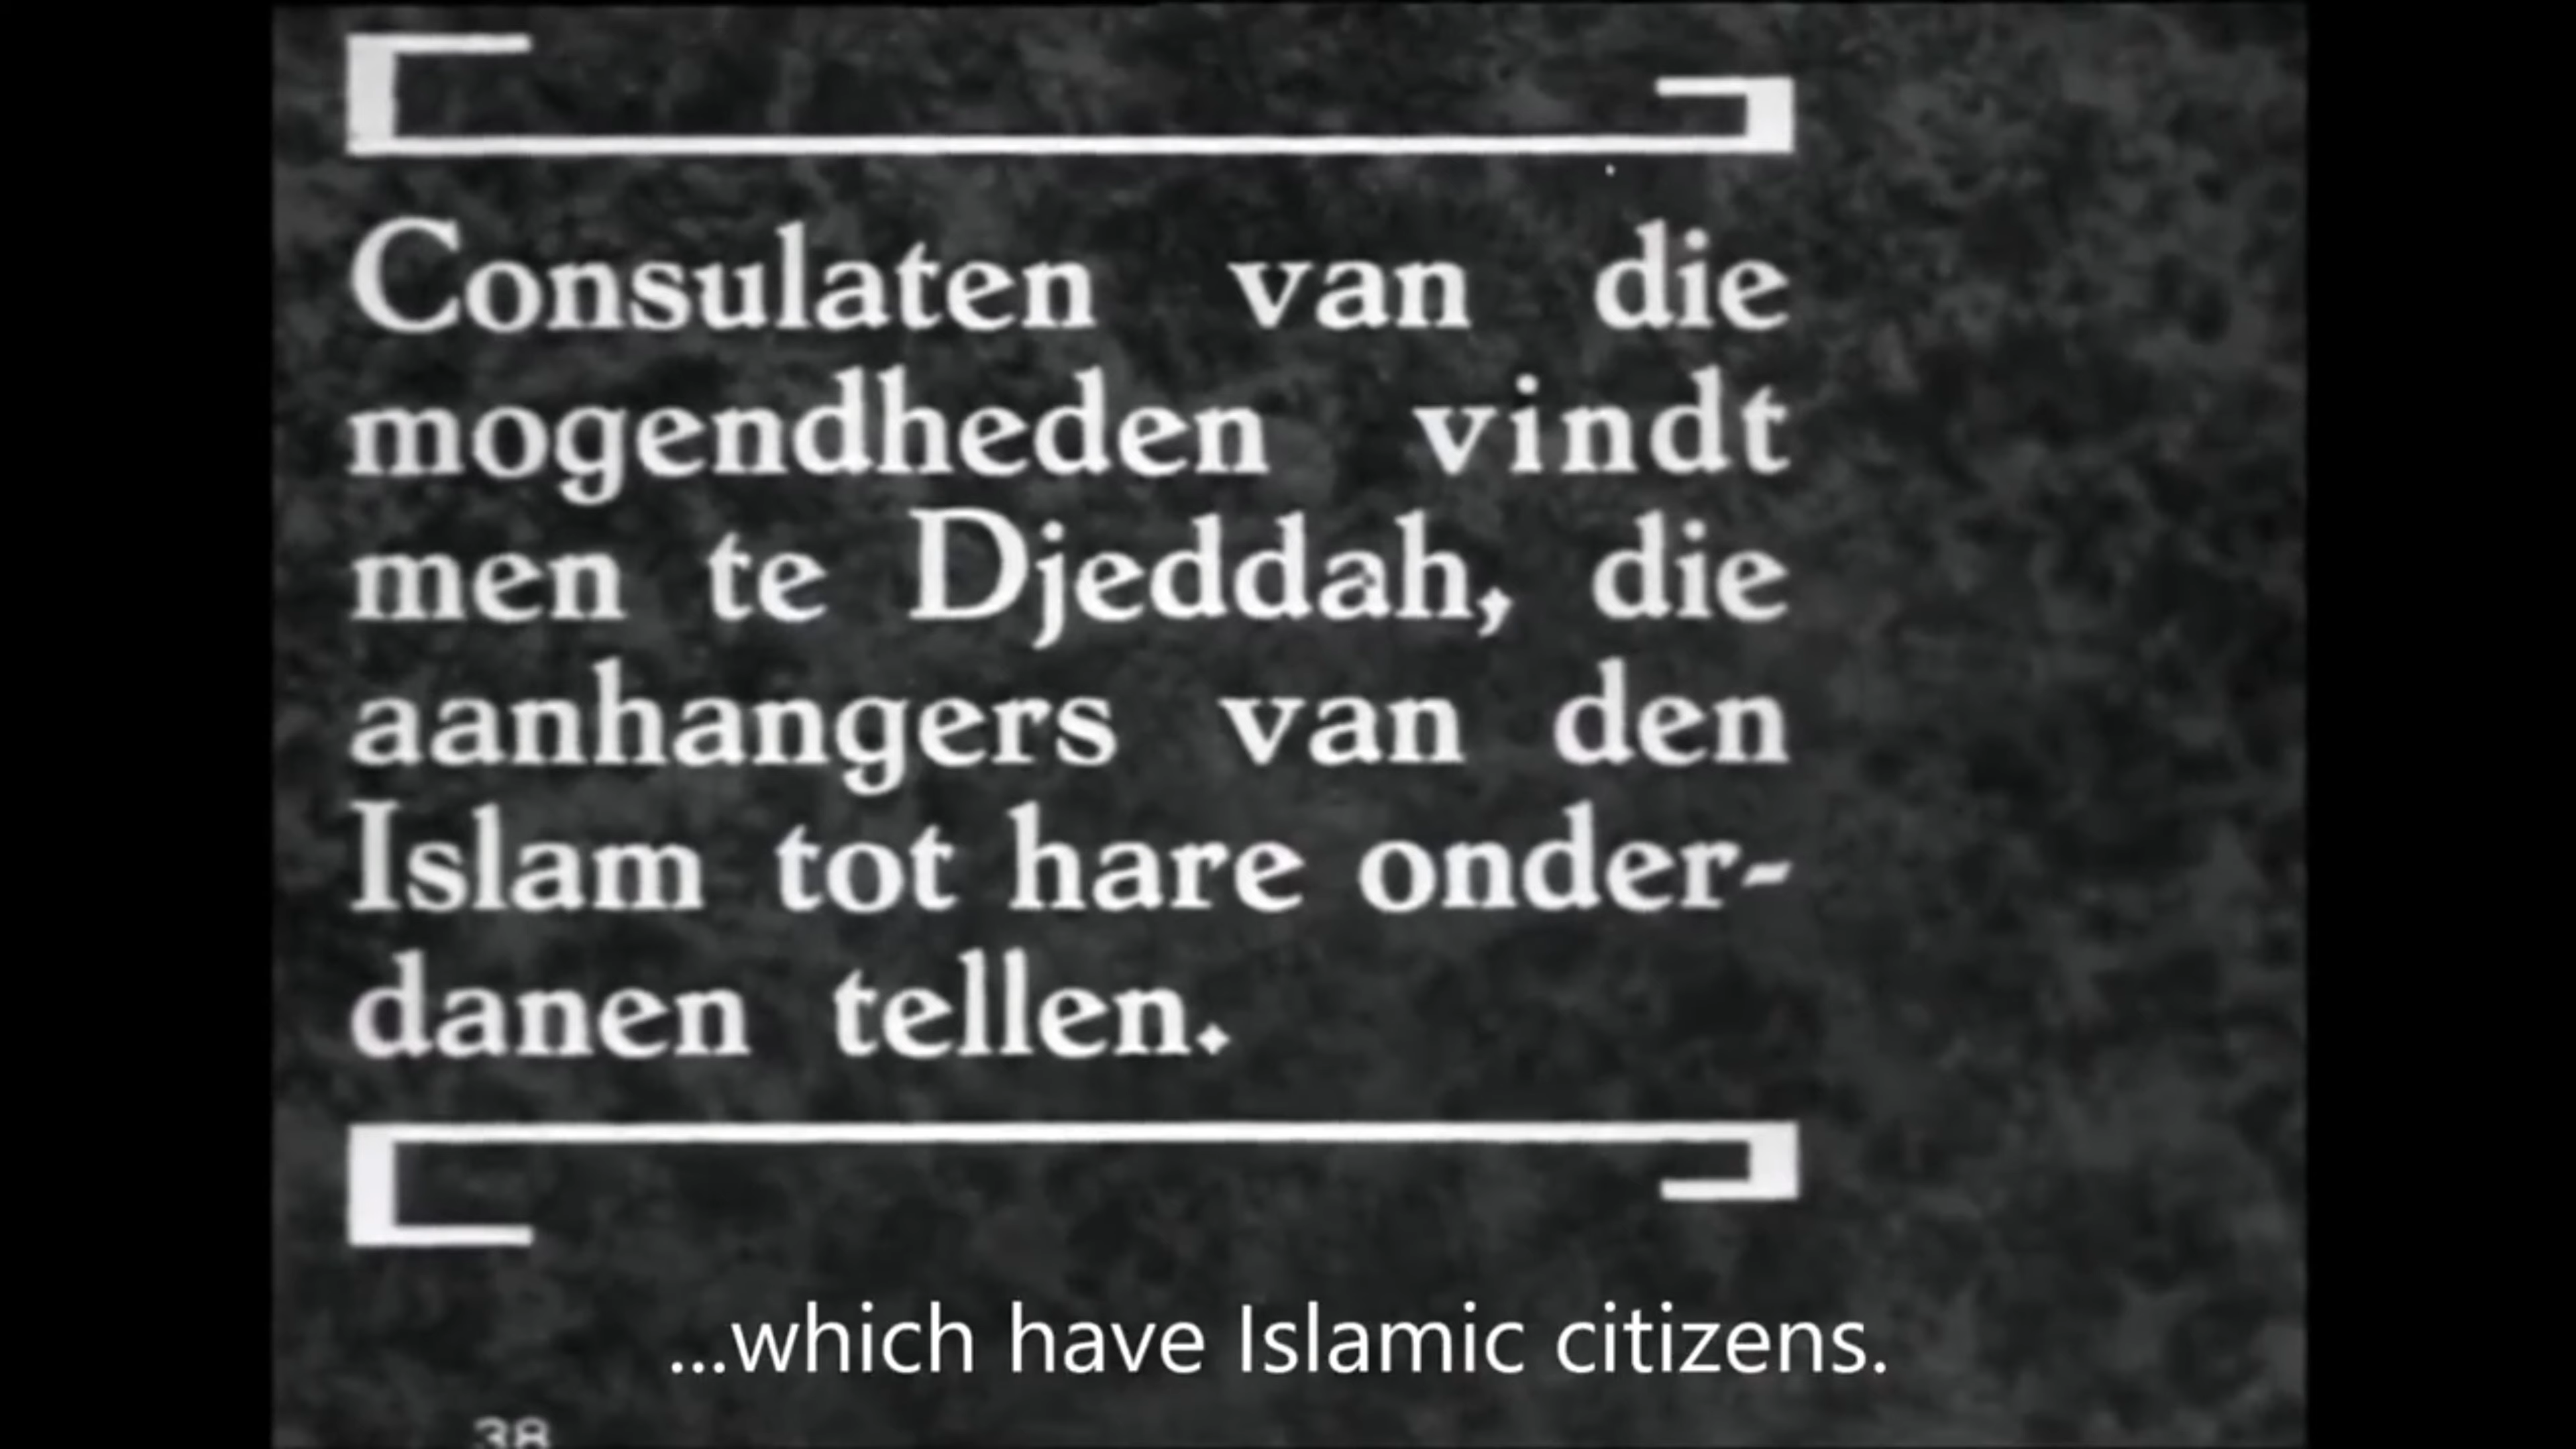 Consulaten van die
mogendheden vindt
men te Djeddah, die
aanhangers van den
Islam tot hare onder-
danen tellen.
...which have Islamic citizens.
38